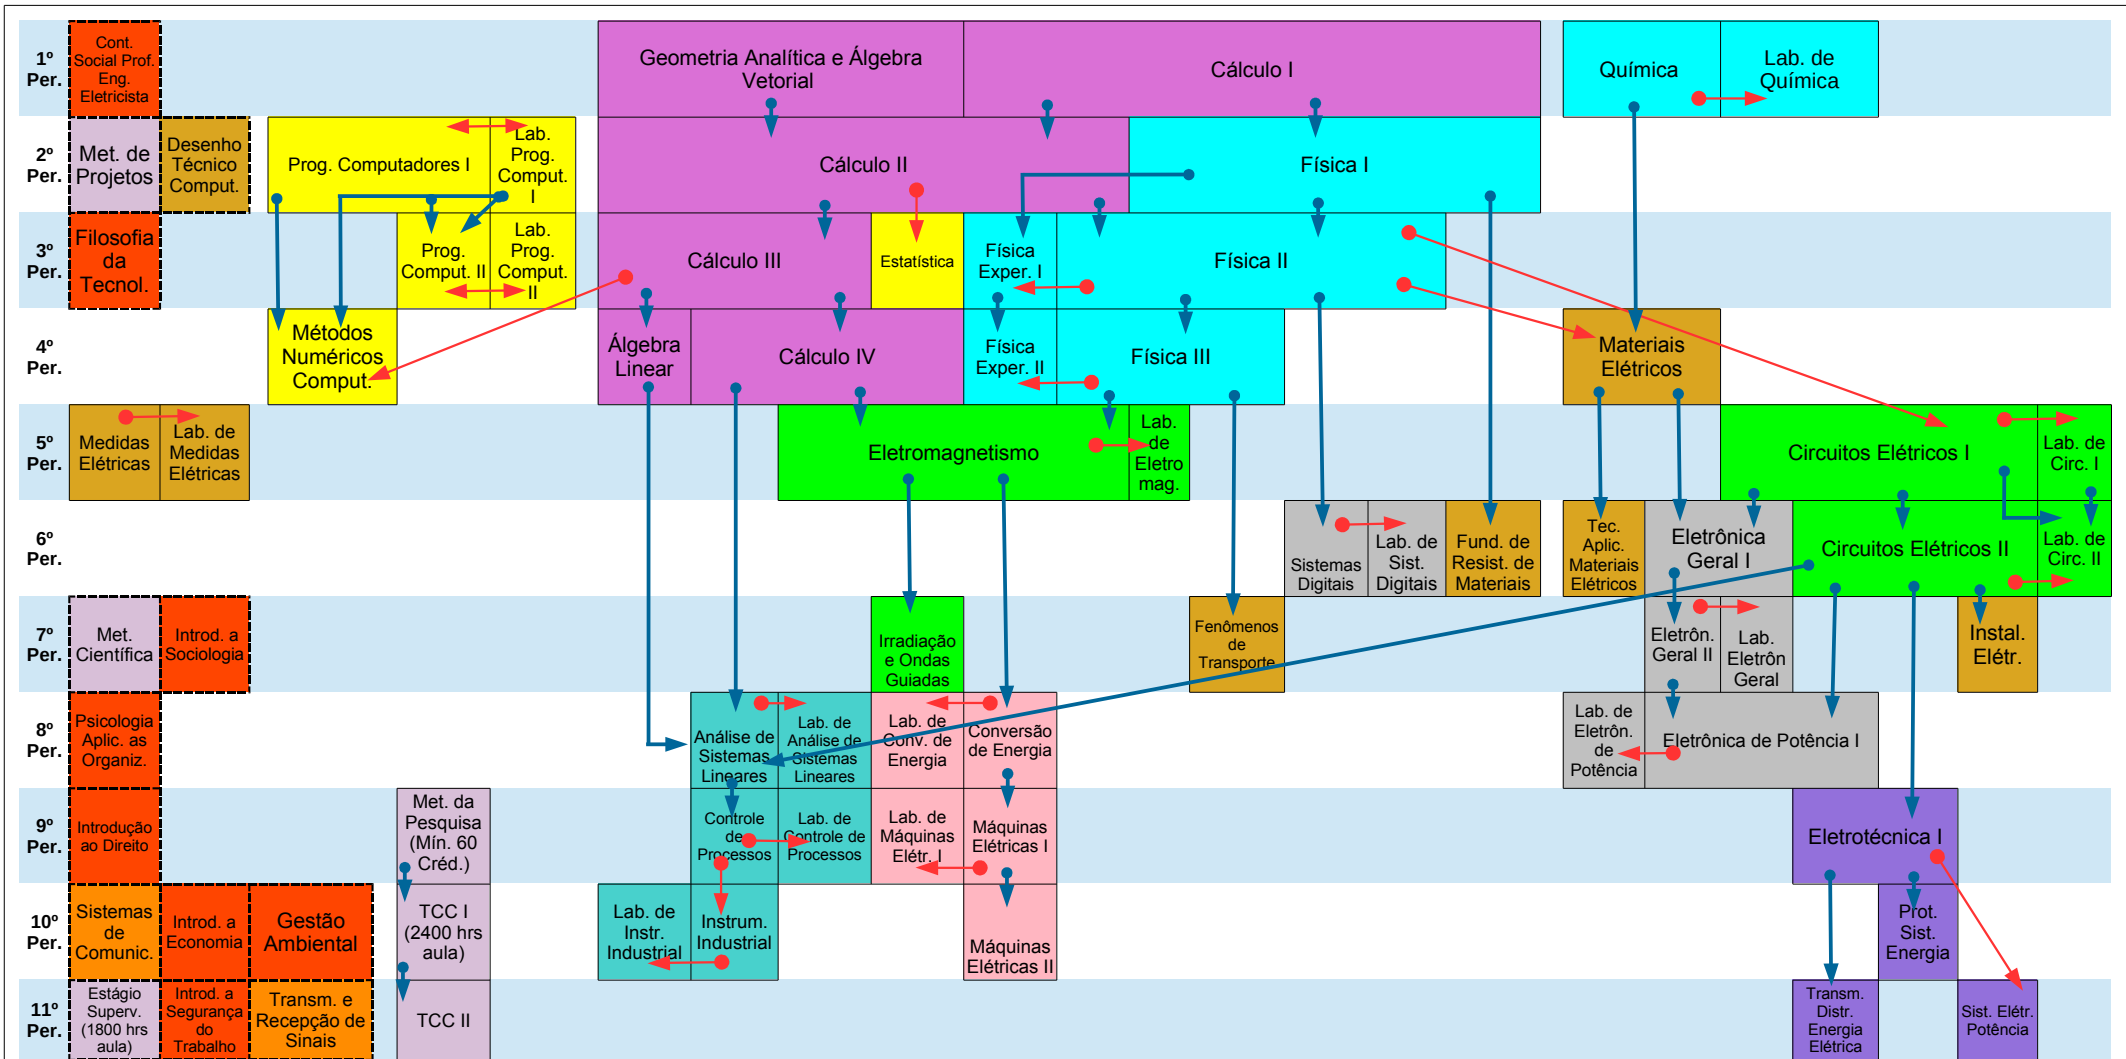 1º
Per.
Cont.
Social Prof.
Eng.
Eletricista
Geometria Analítica e Álgebra
Vetorial
Cálculo I
Química
Lab. de
Química
2º
Per.
Met. de
Projetos
Desenho
Técnico
Comput.
Prog. Computadores I
Lab.
Prog.
Comput.
I
Cálculo II
Física I
3º
Per.
Filosofia
da
Tecnol.
Prog.
Comput. II
Lab.
Prog.
Comput.
II
Cálculo III
Estatística
Física
Exper. I
Física II
4º
Per.
Métodos
Numéricos
Comput.
Álgebra
Linear
Cálculo IV
Física
Exper. II
Física III
Materiais
Elétricos
5º
Per.
Medidas
Elétricas
Lab. de
Medidas
Elétricas
Eletromagnetismo
Lab.
de
Eletro
mag.
Circuitos Elétricos I
Lab. de
Circ. I
6º
Per.
Sistemas
Digitais
Lab. de
Sist.
Digitais
Fund. de
Resist. de
Materiais
Tec.
Aplic.
Materiais
Elétricos
Eletrônica
Geral I
Circuitos Elétricos II
Lab. de
Circ. II
7º
Per.
Met.
Científica
Introd. a
Sociologia
Irradiação
e Ondas
Guiadas
Fenômenos
de
Transporte
Eletrôn.
Geral II
Lab.
Eletrôn
Geral
Instal.
Elétr.
8º
Per.
Psicologia
Aplic. as
Organiz.
Análise de
Sistemas
Lineares
Lab. de
Análise de
Sistemas
Lineares
Lab. de
Conv. de
Energia
Conversão
de Energia
Lab. de
Eletrôn.
de
Potência
Eletrônica de Potência I
9º
Per.
Introdução
ao Direito
Met. da
Pesquisa
(Mín. 60
Créd.)
Controle
de
Processos
Lab. de
Controle de
Processos
Lab. de
Máquinas
Elétr. I
Máquinas
Elétricas I
Eletrotécnica I
10º
Per.
Sistemas
de
Comunic.
Introd. a
Economia
Gestão
Ambiental
TCC I
(2400 hrs
aula)
Lab. de
Instr.
Industrial
Instrum.
Industrial
Máquinas
Elétricas II
Prot.
Sist.
Energia
11º
Per.
Estágio
Superv.
(1800 hrs
aula)
Introd. a
Segurança
do
Trabalho
Transm. e
Recepção de
Sinais
TCC II
Transm.
Distr.
Energia
Elétrica
Sist. Elétr.
Potência